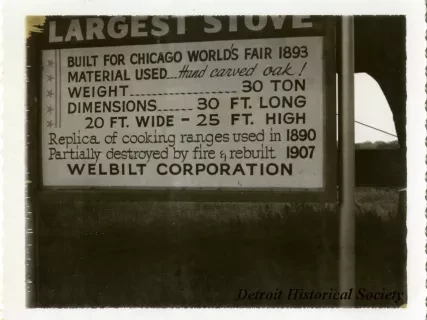 LARGEST STOVE
BUILT FOR CHICAGO WORLD'S FAIR 1893
MATERIAL USED...Hand carved oak!
WEIGHT.................... 30 TON
DIMENSIONS...... 30 FT. LONG
20 FT. WIDE - 25 FT. HIGH
Replica of cooking ranges used in 1890
Partially destroyed by fire & rebuilt 1907
WELBILT CORPORATION
Detroit Historical Society